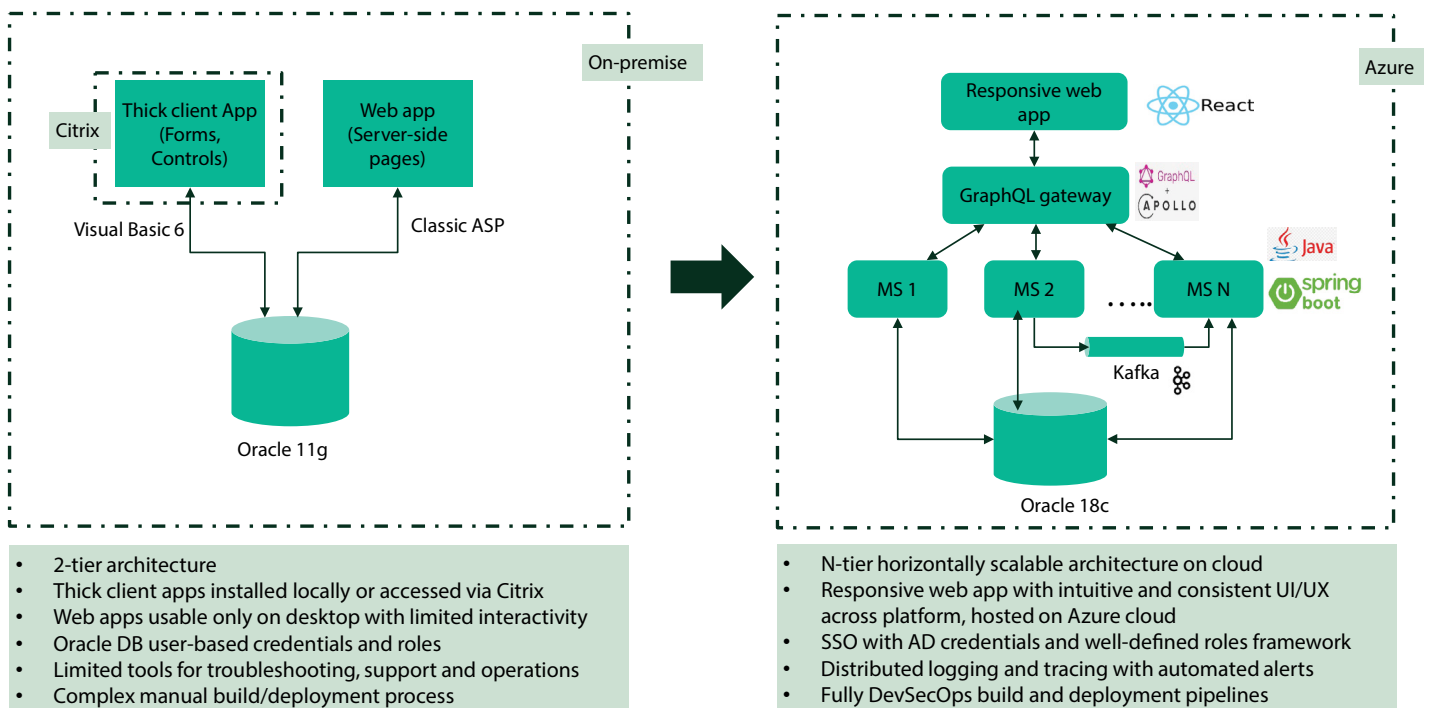 On-premise
Citrix
Thick client App
(Forms,
Controls)
Web app
(Server-side
pages)
Visual Basic 6
Classic ASP
Oracle 11g
• 2-tier architecture
• Thick client apps installed locally or accessed via Citrix
• Web apps usable only on desktop with limited interactivity
• Oracle DB user-based credentials and roles
• Limited tools for troubleshooting, support and operations
• Complex manual build/deployment process
Azure
Responsive web
app
React
GraphQL gateway
GraphQL
+
APOLLO
Java
MS 1
MS 2
.....
MS N
spring
boot
Kafka
Oracle 18c
• N-tier horizontally scalable architecture on cloud
• Responsive web app with intuitive and consistent UI/UX
across platform, hosted on Azure cloud
• SSO with AD credentials and well-defined roles framework
• Distributed logging and tracing with automated alerts
• Fully DevSecOps build and deployment pipelines